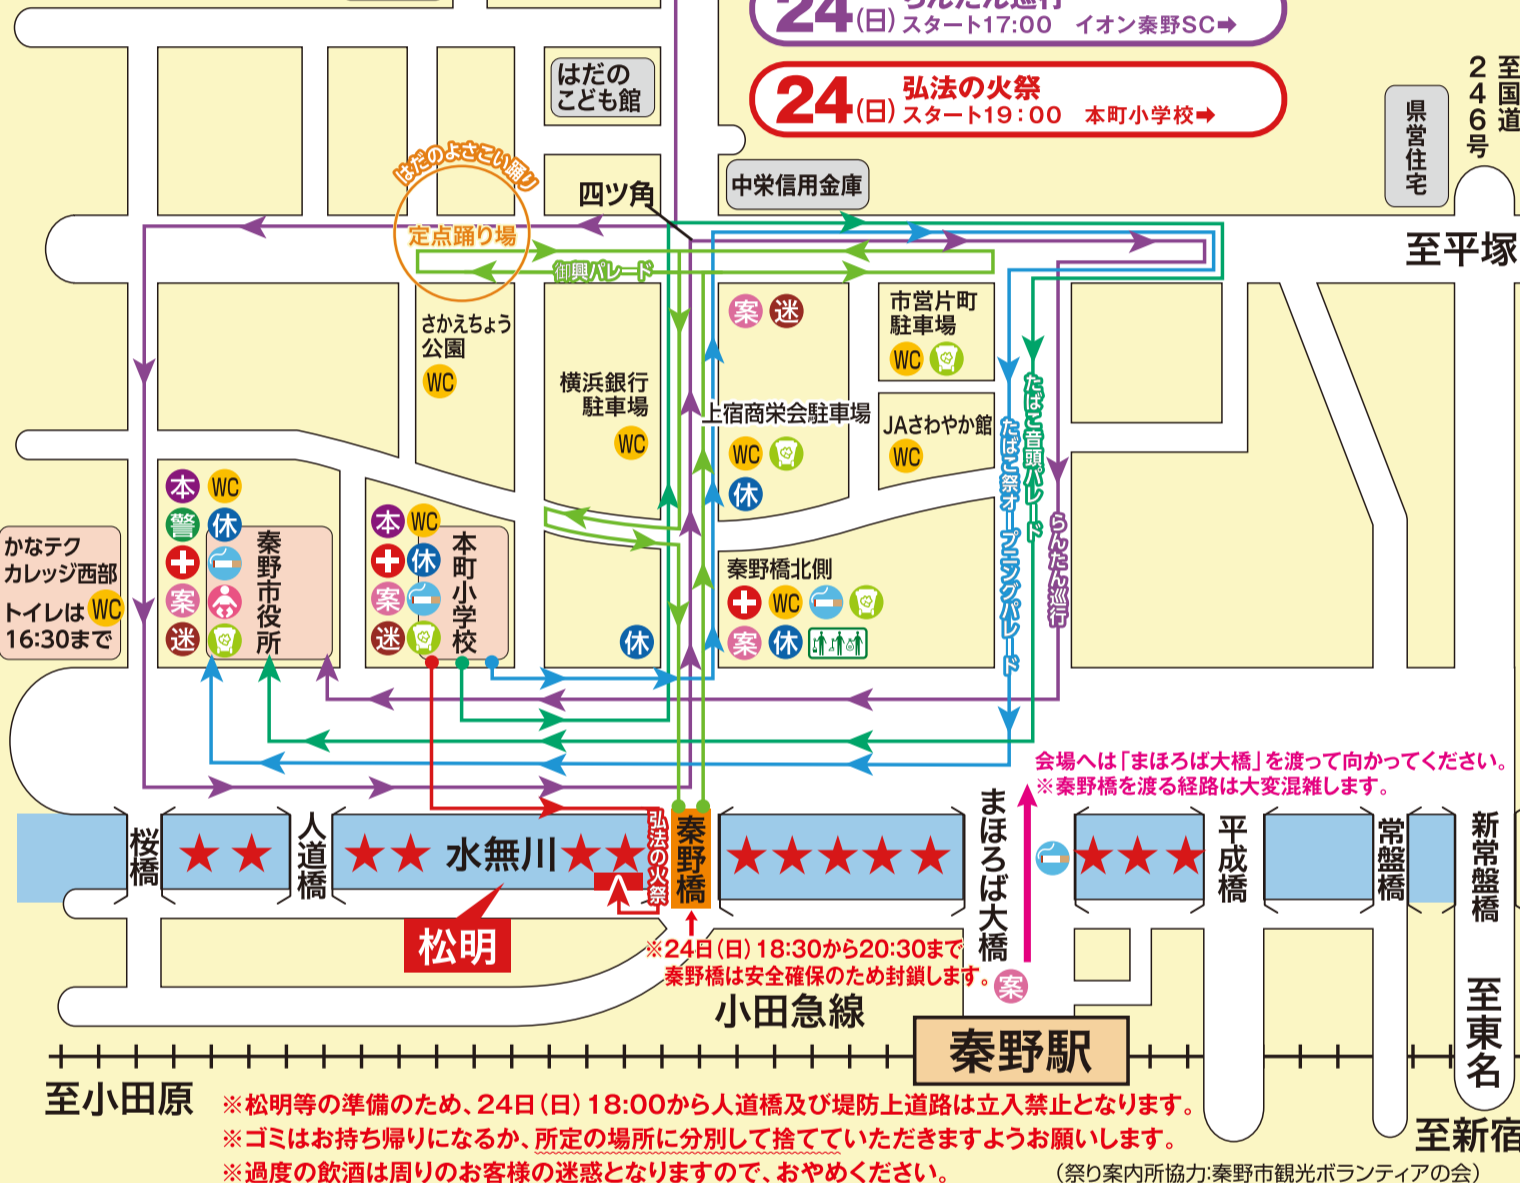 24(日) らんたん巡行
スタート17:00 イオン秦野SC➡
24(日) 弘法の火祭
スタート19:00 本町小学校➡
はだの
こども館
至国道
246号
県営住宅
はだのよさこい踊り
定点踊り場
四ツ角
中栄信用金庫
至平塚
御輿パレード
さかえちょう
公園
WC
横浜銀行
駐車場
WC
案 迷
市営片町
駐車場
WC
上宿商栄会駐車場
WC
休
JAさわやか館
WC
たばこ音頭パレード
たばこ祭オープニングパレード
らんたん巡行
かなテク
カレッジ西部
トイレは WC
16:30まで
本 WC
警 休
案
迷
秦野市役所
本 WC
休
案
迷
本町小学校
休
秦野橋北側
WC
案 休
会場へは「まほろば大橋」を渡って向かってください。
※秦野橋を渡る経路は大変混雑します。
桜橋
人道橋
水無川
弘法の火祭
秦野橋
まほろば大橋
平成橋
常盤橋
新常盤橋
松明
※24日(日)18:30から20:30まで
秦野橋は安全確保のため封鎖します。
案
小田急線
秦野駅
至東名
至小田原
至新宿
※松明等の準備のため、24日(日)18:00から人道橋及び堤防上道路は立入禁止となります。
※ゴミはお持ち帰りになるか、所定の場所に分別して捨てていただきますようお願いします。
※過度の飲酒は周りのお客様の迷惑となりますので、おやめください。
(祭り案内所協力:秦野市観光ボランティアの会)